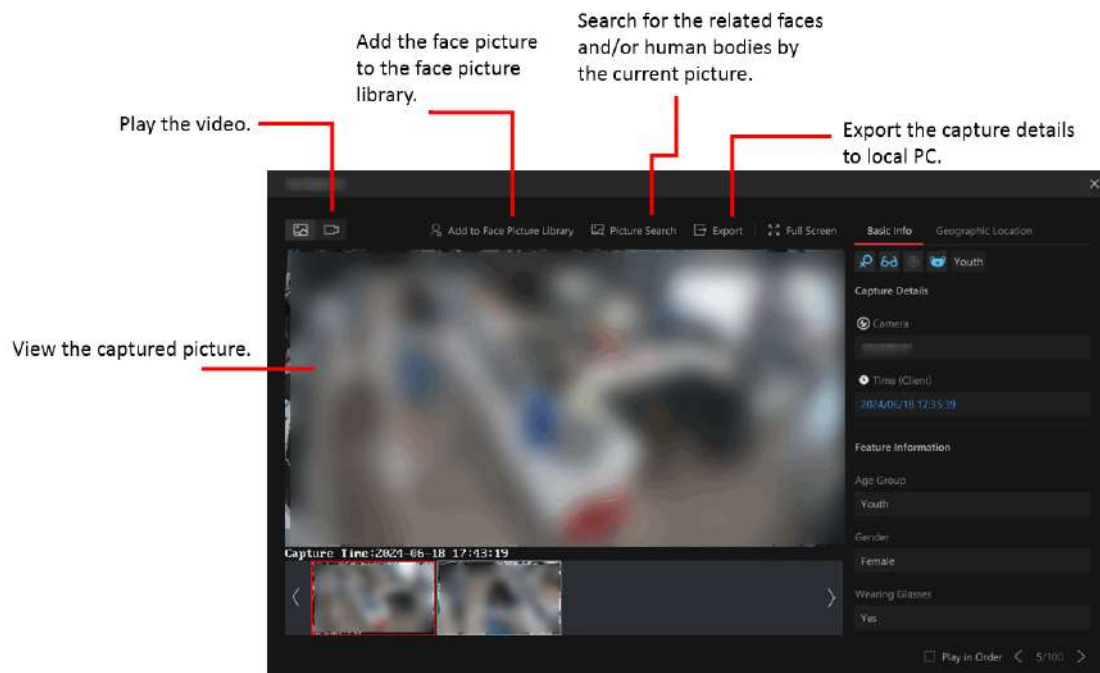 Search for the related faces
and/or human bodies by
the current picture.
Add the face picture
to the face picture
library.
Play the video.
Export the capture details
to local PC.
Add to Face Picture Library
Picture Search
Export
Full Screen
Basic Info
Geographic Location
Youth
Capture Details
Camera
Time (Client)
2024/06/18 17:35:39
View the captured picture.
Feature Information
Age Group
Youth
Gender
Female
Capture Time:2024-06-18 17:43:19
Wearing Glasses
Yes
Play in Order
5/100